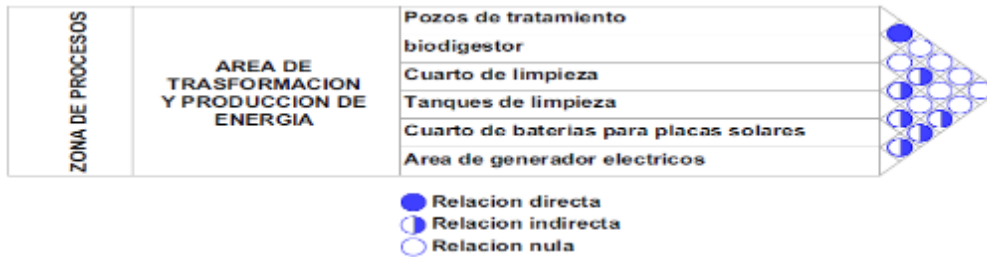 ZONA DE PROCESOS
AREA DE
TRASFORMACION
Y PRODUCCION DE
ENERGIA
Pozos de tratamiento
biodigestor
Cuarto de limpieza
Tanques de limpieza
Cuarto de baterias para placas solares
Area de generador electricos
Relacion directa
Relacion indirecta
Relacion nula